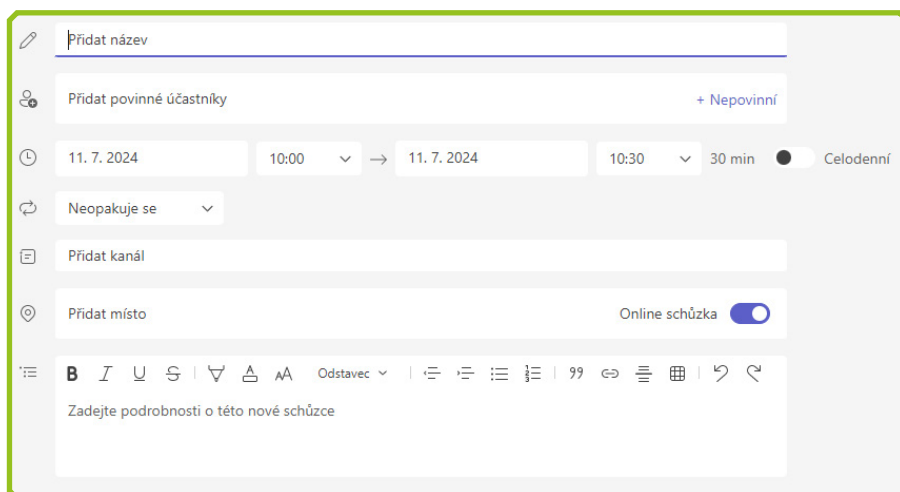 Přidat název
Přidat povinné účastníky + Nepovinní
11. 7. 2024 10:00 → 11. 7. 2024 10:30 30 min Celodenní
Neopakuje se
Přidat kanál
Přidat místo Online schůzka
B I U S A AA Odstavec 99
Zadejte podrobnosti o této nové schůzce